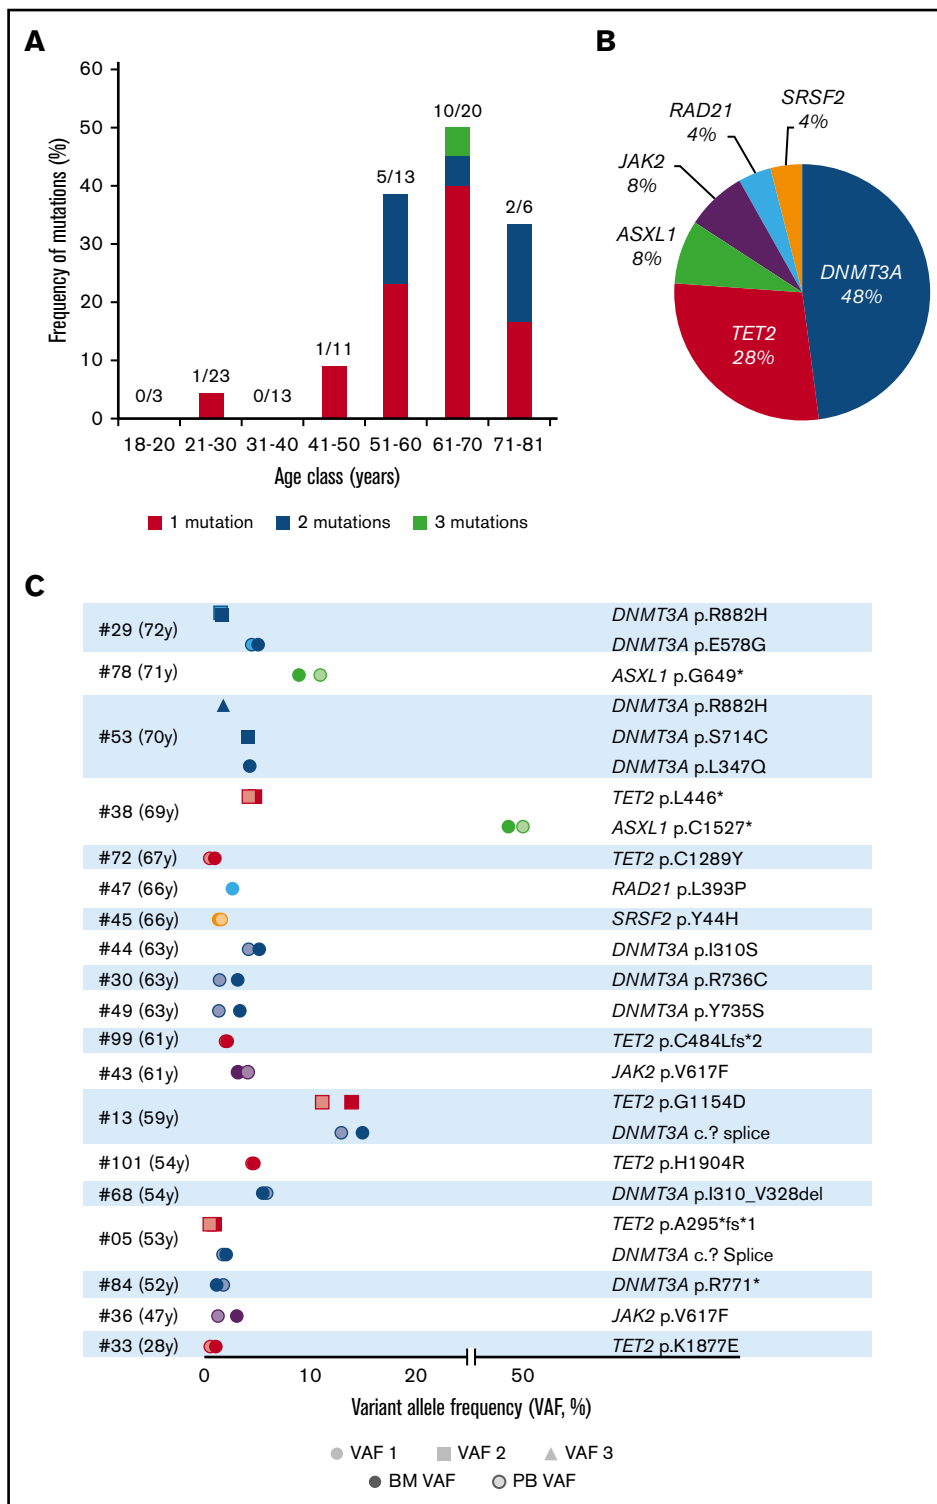 A
Frequency of mutations (%)
60
50
40
30
20
10
0
0/3
1/23
0/13
1/11
5/13
10/20
2/6
18-20 21-30 31-40 41-50 51-60 61-70 71-81
Age class (years)
1 mutation 2 mutations 3 mutations
B
SRSF2
4%
RAD21
4%
JAK2
8%
ASXL1
8%
DNMT3A
48%
TET2
28%
C
#29 (72y)
DNMT3A p.R882H
DNMT3A p.E578G
#78 (71y) ASXL1 p.G649*
#53 (70y)
DNMT3A p.R882H
DNMT3A p.S714C
DNMT3A p.L347Q
#38 (69y)
TET2 p.L446*
ASXL1 p.C1527*
#72 (67y) TET2 p.C1289Y
#47 (66y) RAD21 p.L393P
#45 (66y) SRSF2 p.Y44H
#44 (63y) DNMT3A p.I310S
#30 (63y) DNMT3A p.R736C
#49 (63y) DNMT3A p.Y735S
#99 (61y) TET2 p.C484Lfs*2
#43 (61y) JAK2 p.V617F
#13 (59y)
TET2 p.G1154D
DNMT3A c.? splice
#101 (54y) TET2 p.H1904R
#68 (54y) DNMT3A p.I310_V328del
#05 (53y)
TET2 p.A295*fs*1
DNMT3A c.? Splice
#84 (52y) DNMT3A p.R771*
#36 (47y) JAK2 p.V617F
#33 (28y) TET2 p.K1877E
0 10 20 50
Variant allele frequency (VAF, %)
VAF 1 VAF 2 VAF 3
BM VAF PB VAF